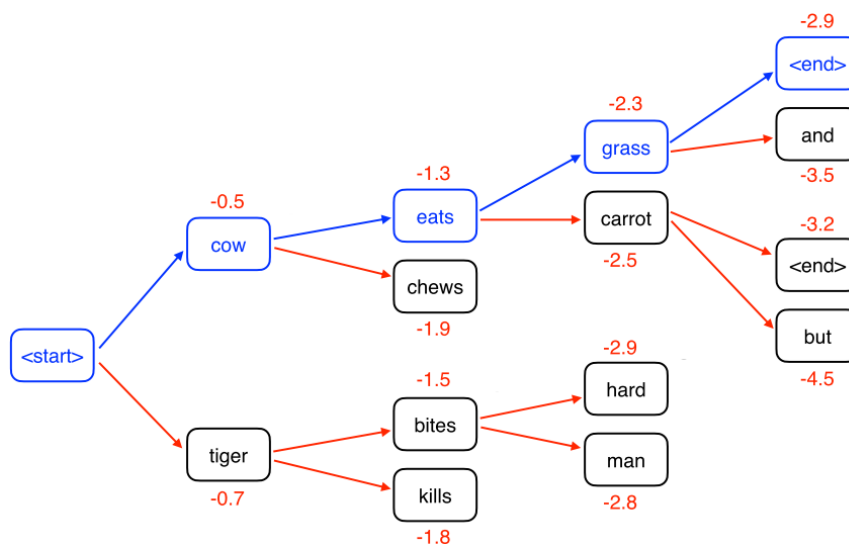 -2.9
<end>
-2.3
grass
and
-3.5
-1.3
-0.5
eats
carrot
-3.2
cow
-2.5
<end>
chews
-1.9
but
<start>
-4.5
-2.9
-1.5
hard
bites
tiger
man
-0.7
kills
-2.8
-1.8